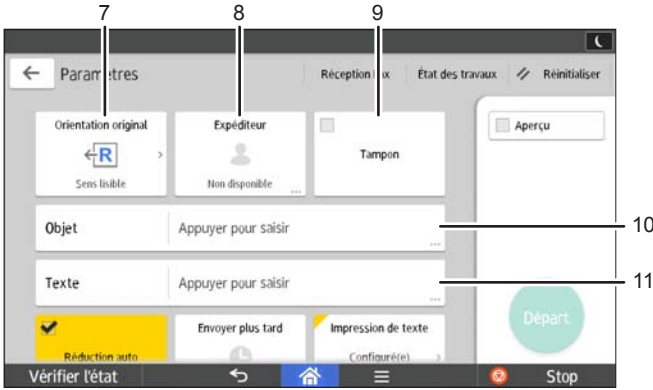 7 8 9
Paramètres Réception fax État des travaux Réinitialiser
Orientation original Expéditeur Aperçu
R Tampon
Sens lisible Non disponible
Objet Appuyer pour saisir 10
Texte Appuyer pour saisir 11
Envoyer plus tard Impression de texte Départ
Réduction auto Configuré(e)
Vérifier l'état Stop